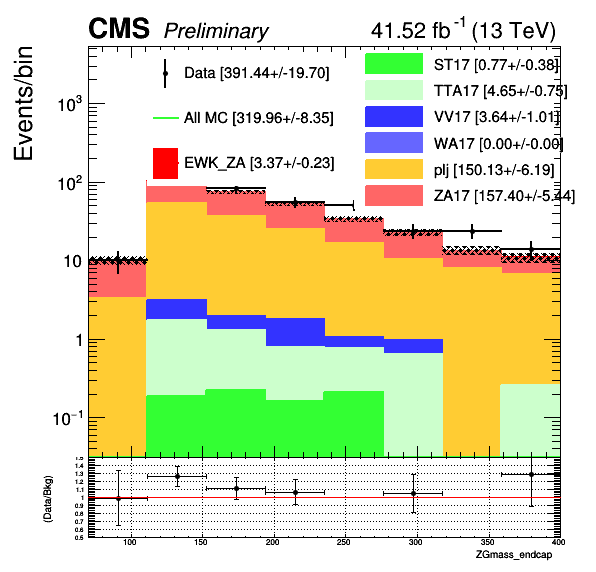 CMS Preliminary 41.52 fb⁻¹ (13 TeV)
Events/bin
Data [391.44+/-19.70]
All MC [319.96+/-8.35]
EWK_ZA [3.37+/-0.23]
ST17 [0.77+/-0.38]
TTA17 [4.65+/-0.75]
VV17 [3.64+/-1.01]
WA17 [0.00+/-0.00]
plj [150.13+/-6.19]
ZA17 [157.40+/-5.44]
10³
10²
10
1
10⁻¹
(Data/Bkg)
1.5
1.4
1.3
1.2
1.1
1
0.9
0.8
0.7
0.6
0.5
100 150 200 250 300 350 400
ZGmass_endcap